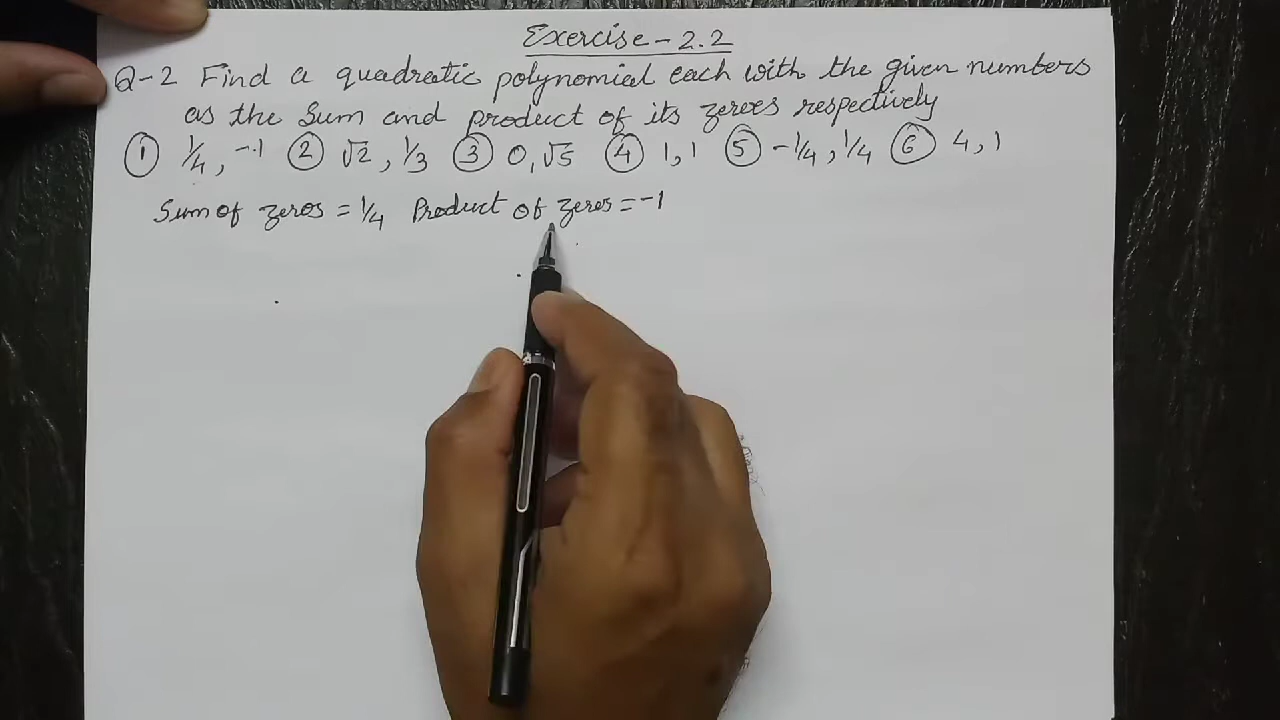 Exercise - 2.2
Q-2 Find a quadratic polynomial each with the given numbers
as the Sum and product of its zeroes respectively
① 1/4, -1 ② √2, 1/3 ③ 0, √5 ④ 1, 1 ⑤ -1/4, 1/4 ⑥ 4, 1
Sum of zeros = 1/4 Product of zeros = -1